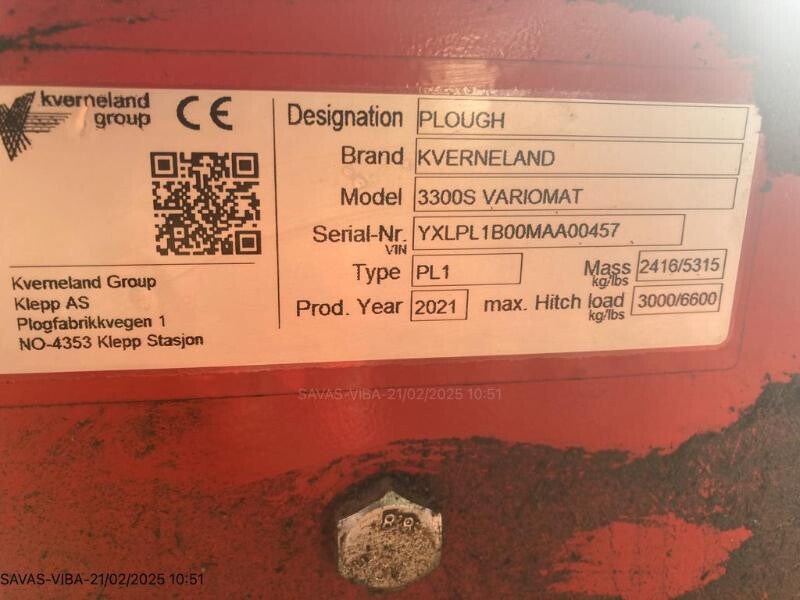 kverneland
group
CE
Designation PLOUGH
Brand KVERNELAND
Model 3300S VARIOMAT
Serial-Nr. YXLPL1B00MAA00457
VIN
Type PL1 Mass 2416/5315
kg/lbs
Prod. Year 2021 max. Hitch load 3000/6600
kg/lbs
Kverneland Group
Klepp AS
Plogfabrikkvegen 1
NO-4353 Klepp Stasjon
SAVAS-VIBA-21/02/2025 10:51
8.8
SAVAS-VIBA-21/02/2025 10:51